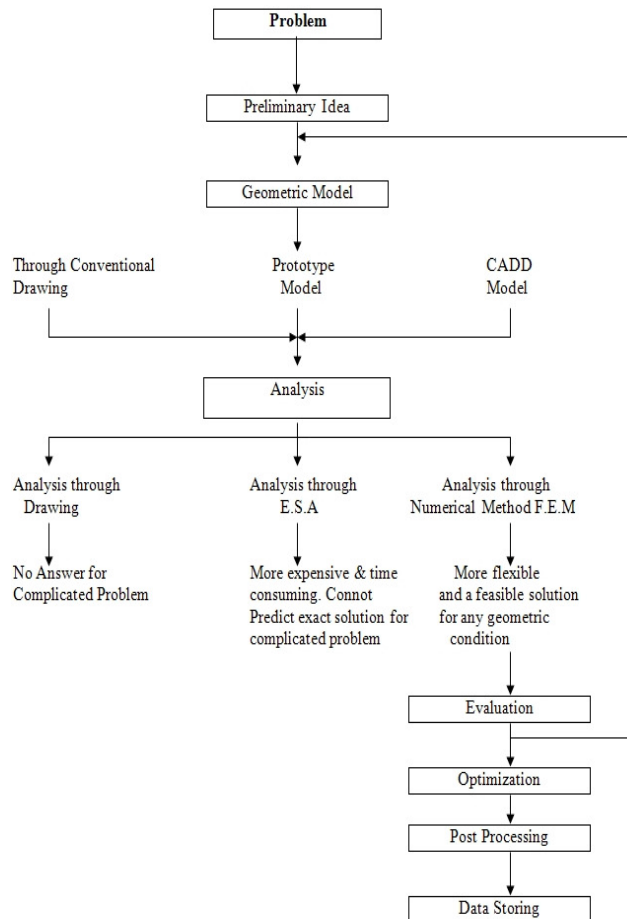 Problem
Preliminary Idea
Geometric Model
Through Conventional
Drawing
Prototype
Model
CADD
Model
Analysis
Analysis through
Drawing
Analysis through
E.S.A
Analysis through
Numerical Method F.E.M
No Answer for
Complicated Problem
More expensive & time
consuming. Connot
Predict exact solution for
complicated problem
More flexible
and a feasible solution
for any geometric
condition
Evaluation
Optimization
Post Processing
Data Storing